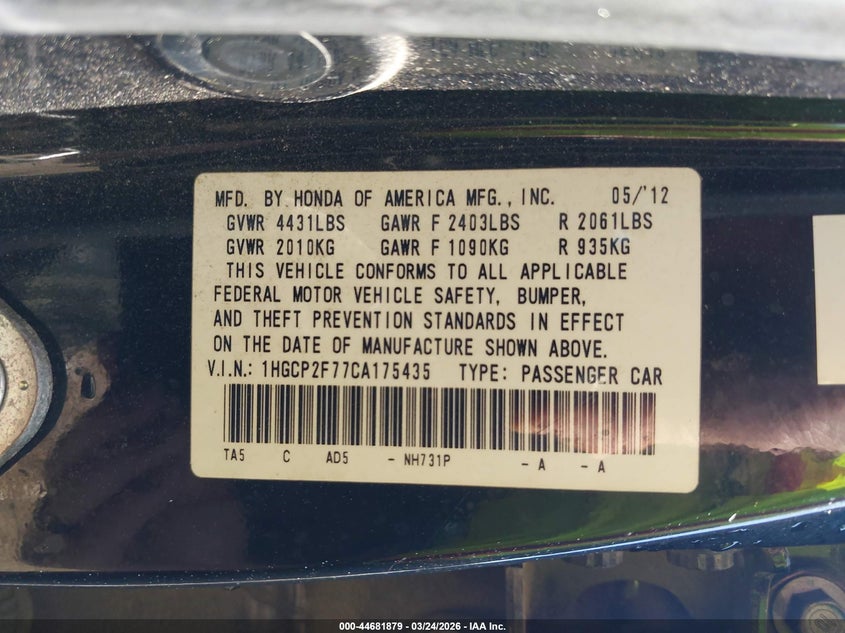 MFD. BY HONDA OF AMERICA MFG., INC. 05/'12
GVWR 4431LBS GAWR F 2403LBS R 2061LBS
GVWR 2010KG GAWR F 1090KG R 935KG
THIS VEHICLE CONFORMS TO ALL APPLICABLE
FEDERAL MOTOR VEHICLE SAFETY, BUMPER,
AND THEFT PREVENTION STANDARDS IN EFFECT
ON THE DATE OF MANUFACTURE SHOWN ABOVE.
V.I.N.: 1HGCP2F77CA175435 TYPE: PASSENGER CAR
TA5 C AD5 - NH731P - A - A
000-44681879 - 03/24/2026 - IAA Inc.